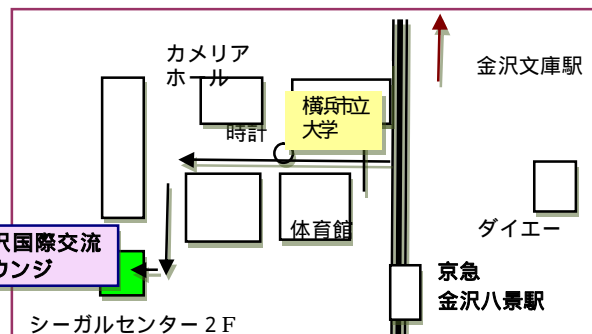 カメリア
ホール
金沢文庫駅
横浜市立
大学
時計
体育館
ダイエー
沢国際交流
ウンジ
京急
金沢八景駅
シーガルセンター2F